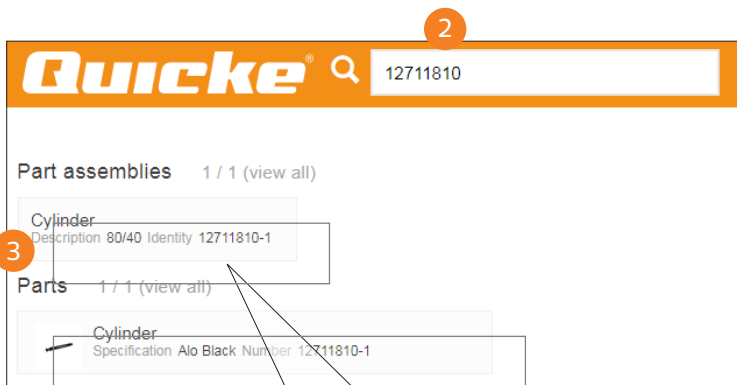 2
Quicke® 12711810
Part assemblies 1 / 1 (view all)
Cylinder
Description 80/40 Identity 12711810-1
3
Parts 1 / 1 (view all)
Cylinder
Specification Alo Black Number 12711810-1